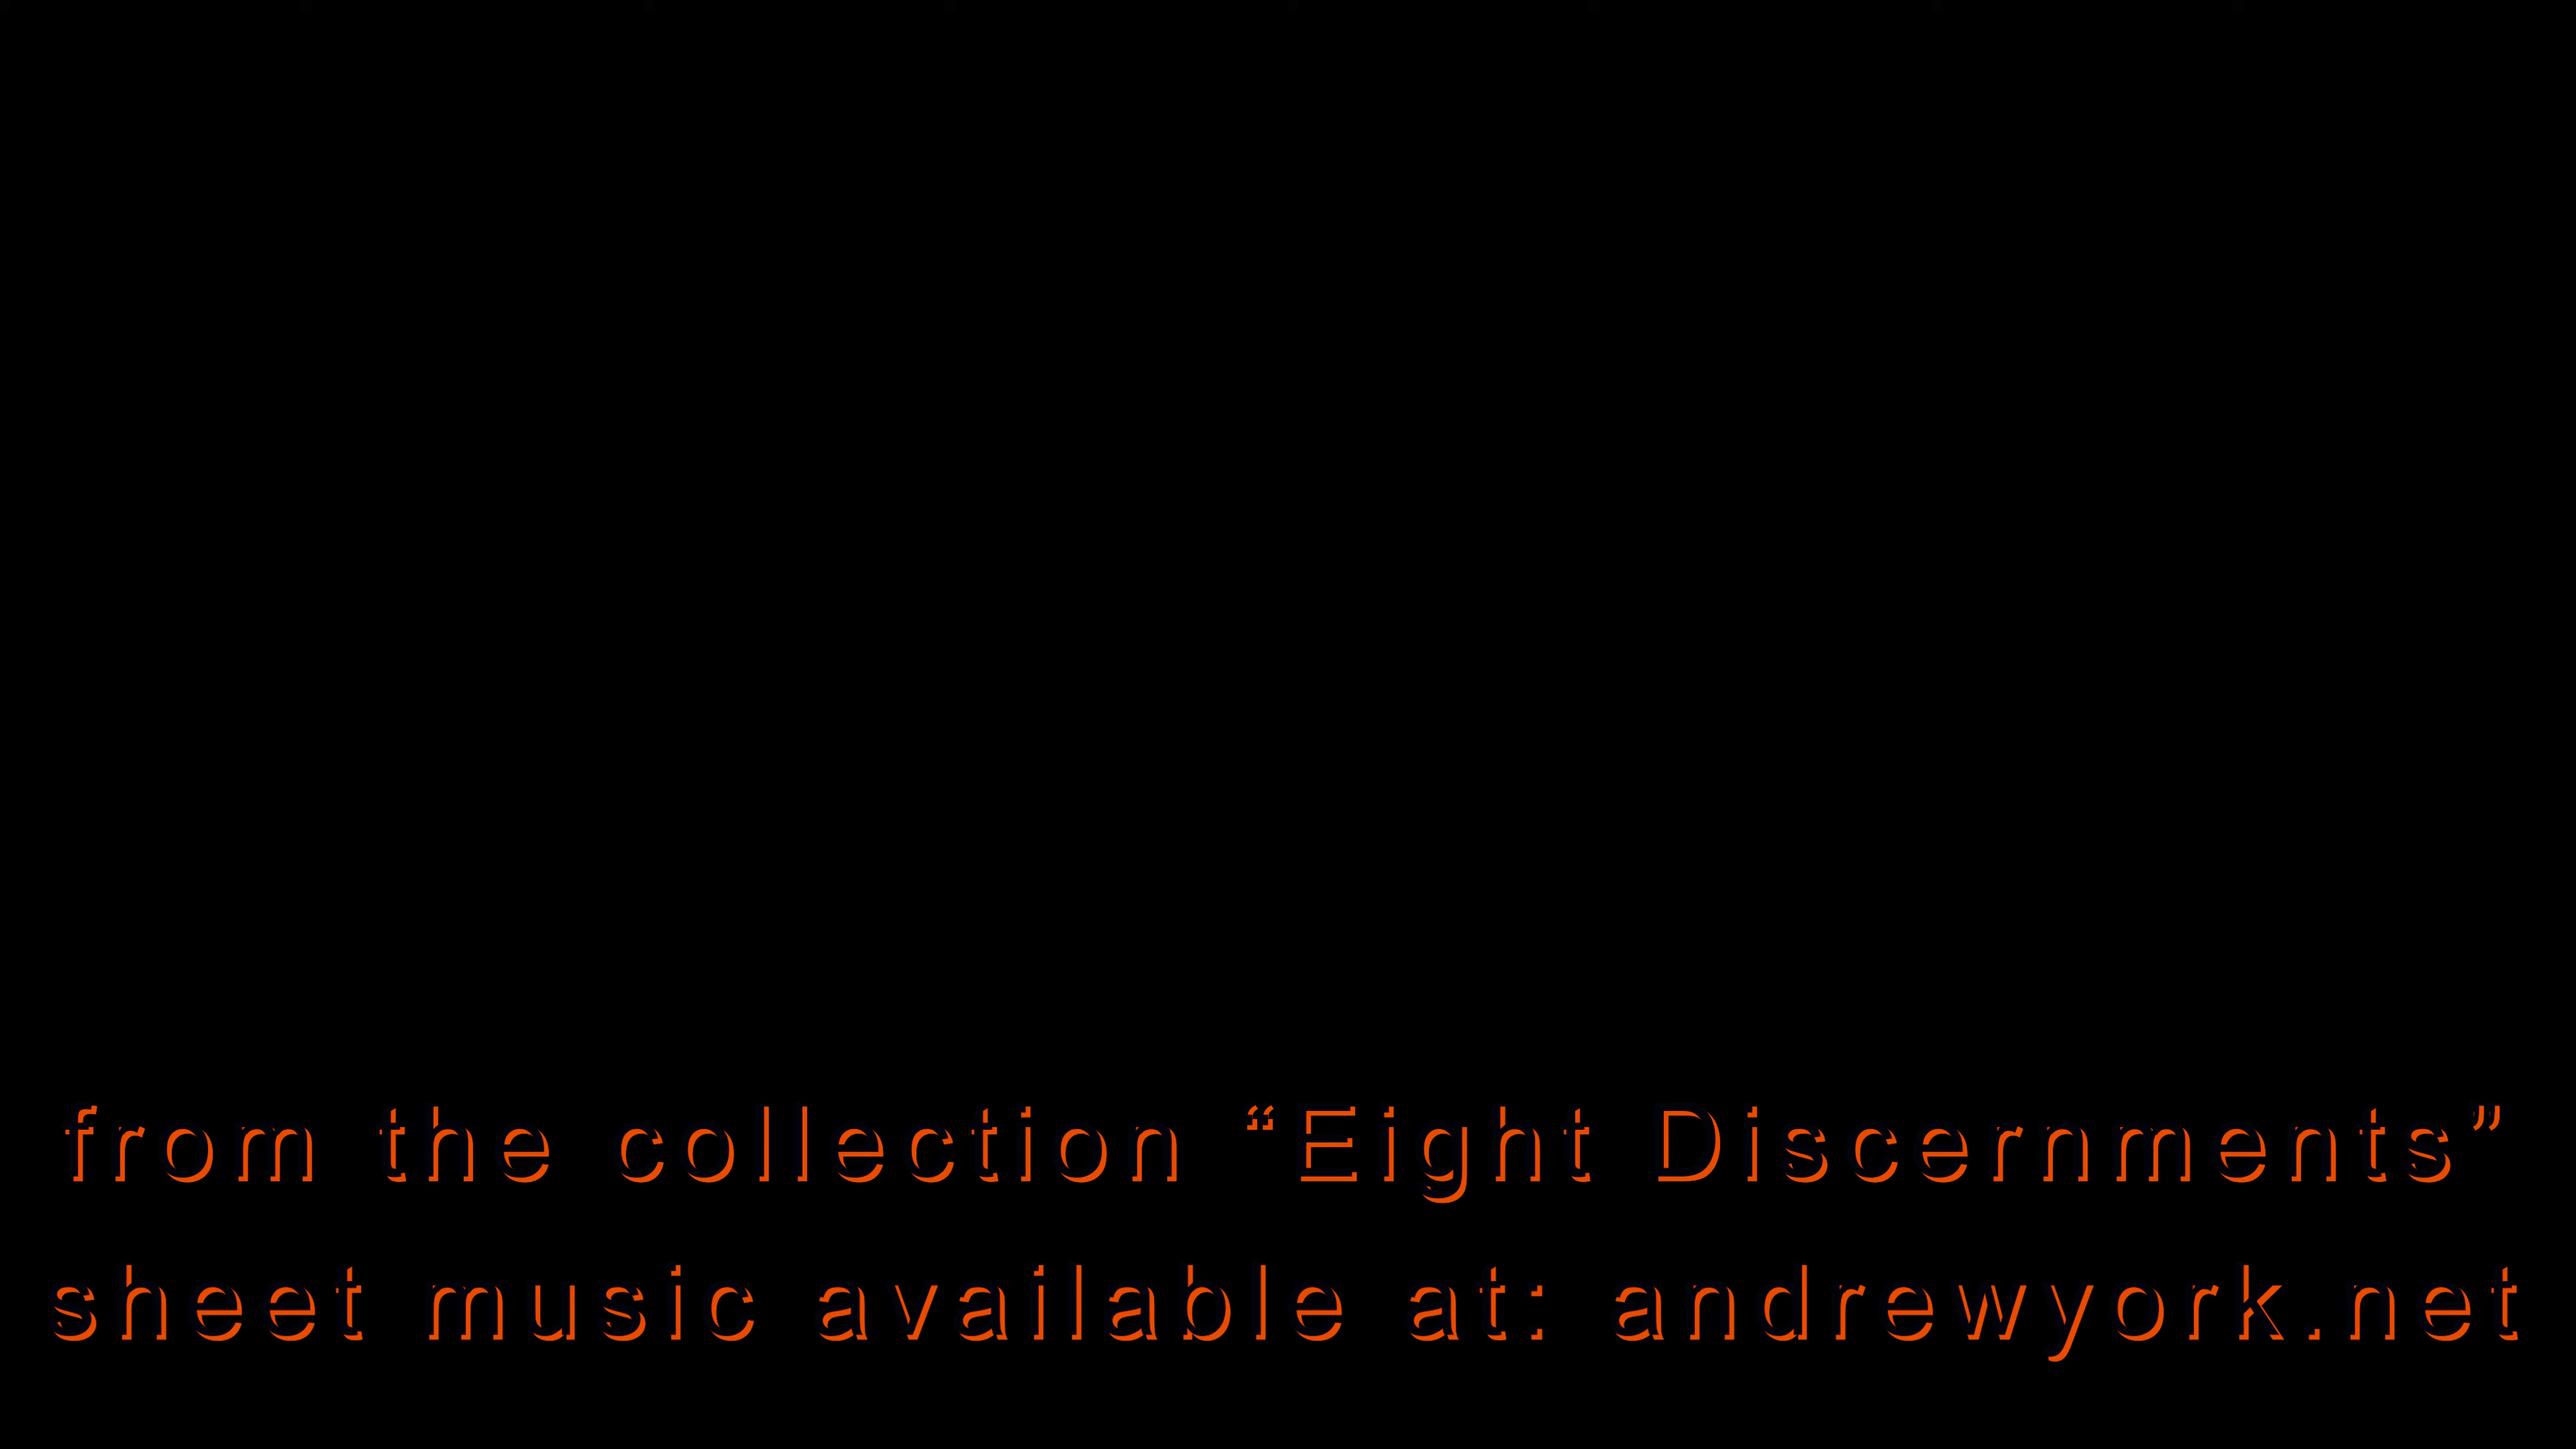 from the collection “Eight Discernments”
sheet music available at: andrewyork.net